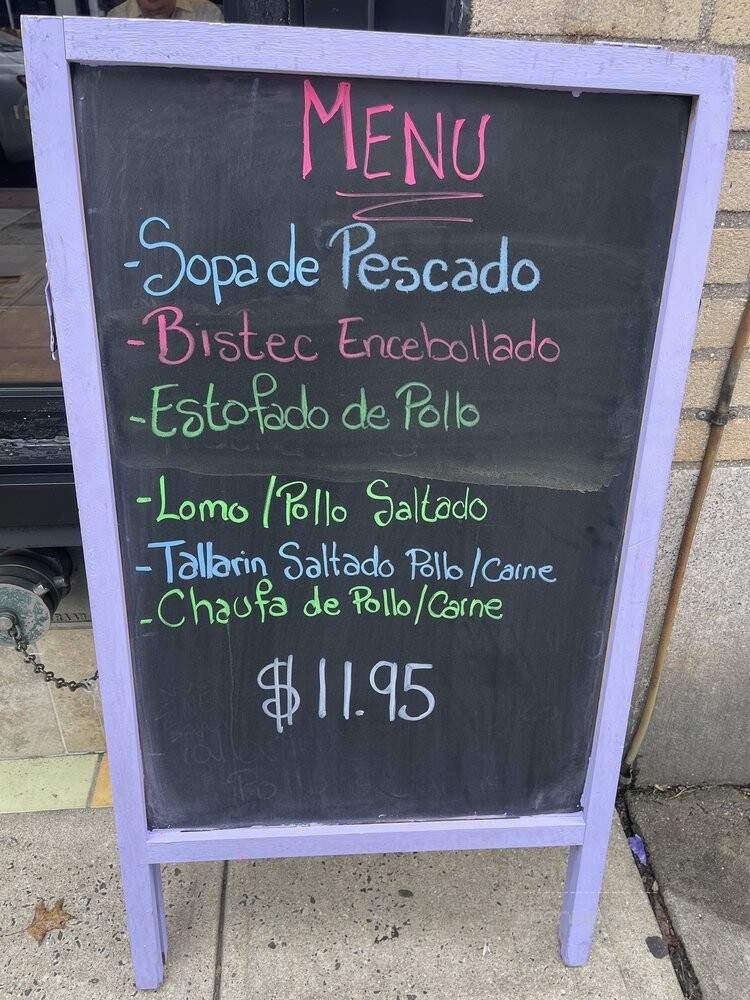 MENU
-Sopa de Pescado
-Bistec Encebollado
-Estofado de Pollo
-Lomo/Pollo Saltado
-Tallarin Saltado Pollo/Carne
-Chaufa de Pollo/Carne
$11.95